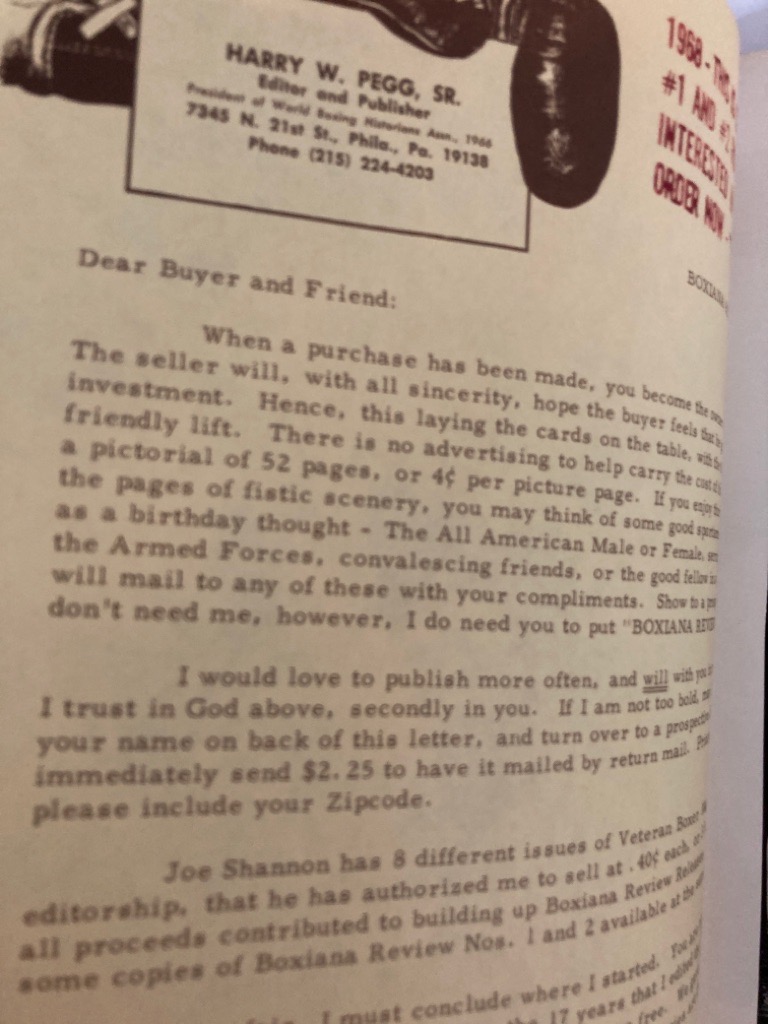 HARRY W. PEGG, SR.
Editor and Publisher
President of World Boxing Historians Assn., 1966
7345 N. 21st St., Phila., Pa. 19138
Phone (215) 224-4203
1968 -
#1 AND #2
INTERESTED
ORDER NOW -
BOXIANA
Dear Buyer and Friend:
When a purchase has been made, you become the
The seller will, with all sincerity, hope the buyer feels that
investment. Hence, this laying the cards on the table, with
friendly lift. There is no advertising to help carry the cost
a pictorial of 52 pages, or 4¢ per picture page. If you enjoy
the pages of fistic scenery, you may think of some good
as a birthday thought - The All American Male or Female,
the Armed Forces, convalescing friends, or the good fellow
will mail to any of these with your compliments. Show to a
don't need me, however, I do need you to put "BOXIANA
I would love to publish more often, and will with you
I trust in God above, secondly in you. If I am not too bold,
your name on back of this letter, and turn over to a
immediately send $2.25 to have it mailed by return mail.
please include your Zipcode.
Joe Shannon has 8 different issues of Veteran Boxer
editorship, that he has authorized me to sell at .40¢ each,
all proceeds contributed to building up Boxiana Review
some copies of Boxiana Review Nos. 1 and 2 available at the
I must conclude where I started. You
the 17 years that I edited
free. We